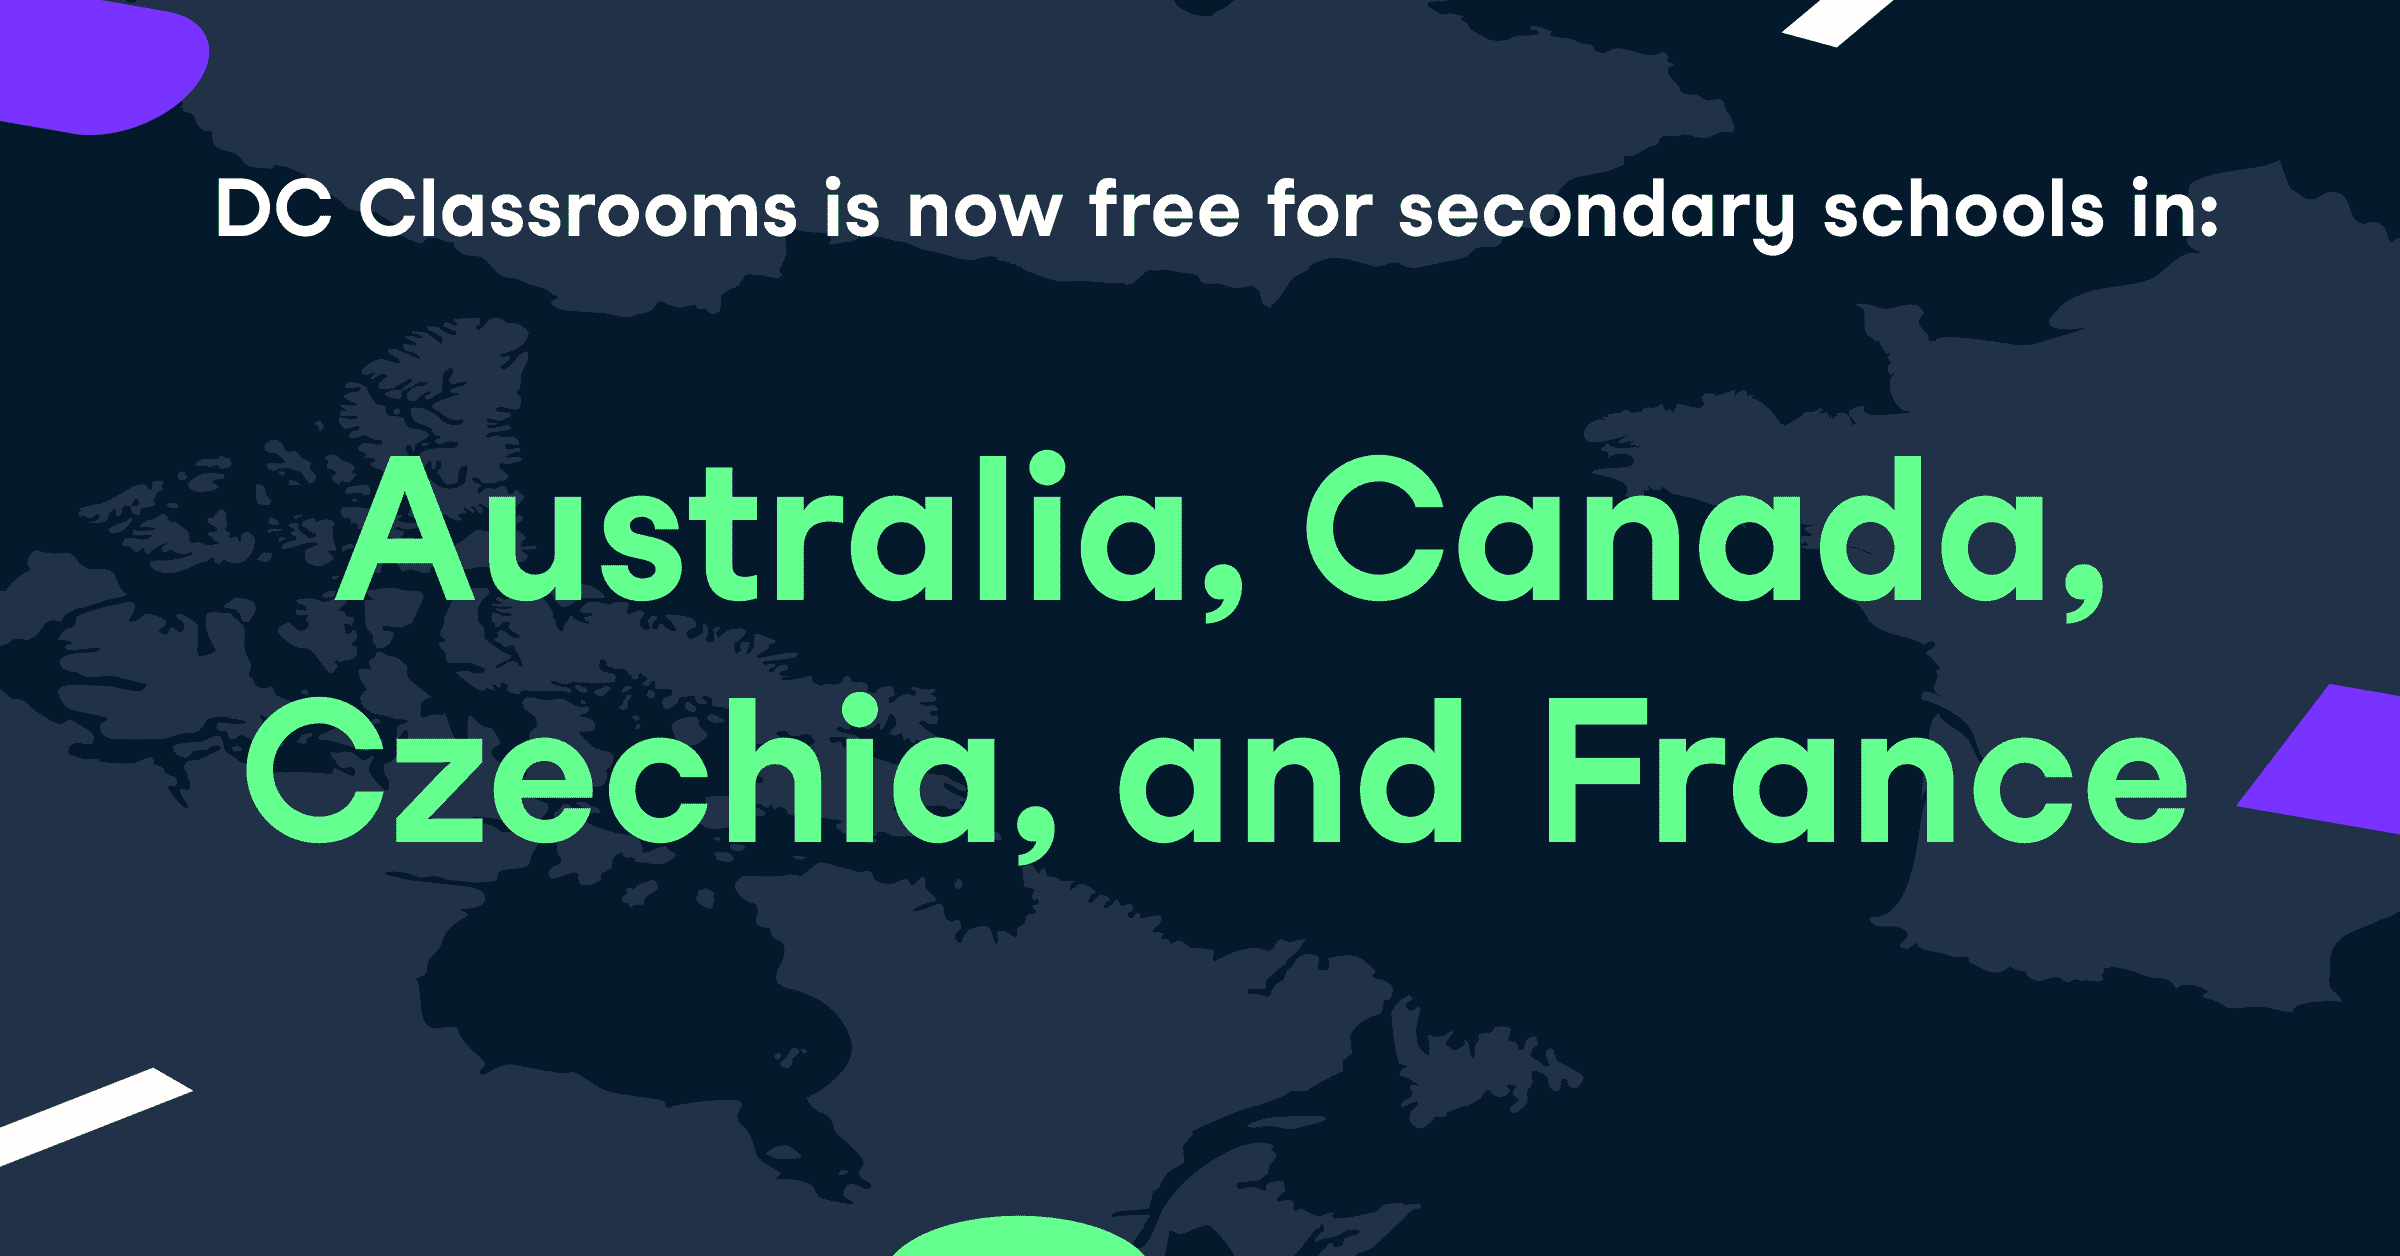 DC Classrooms is now free for secondary schools in:
Australia, Canada,
Czechia, and France